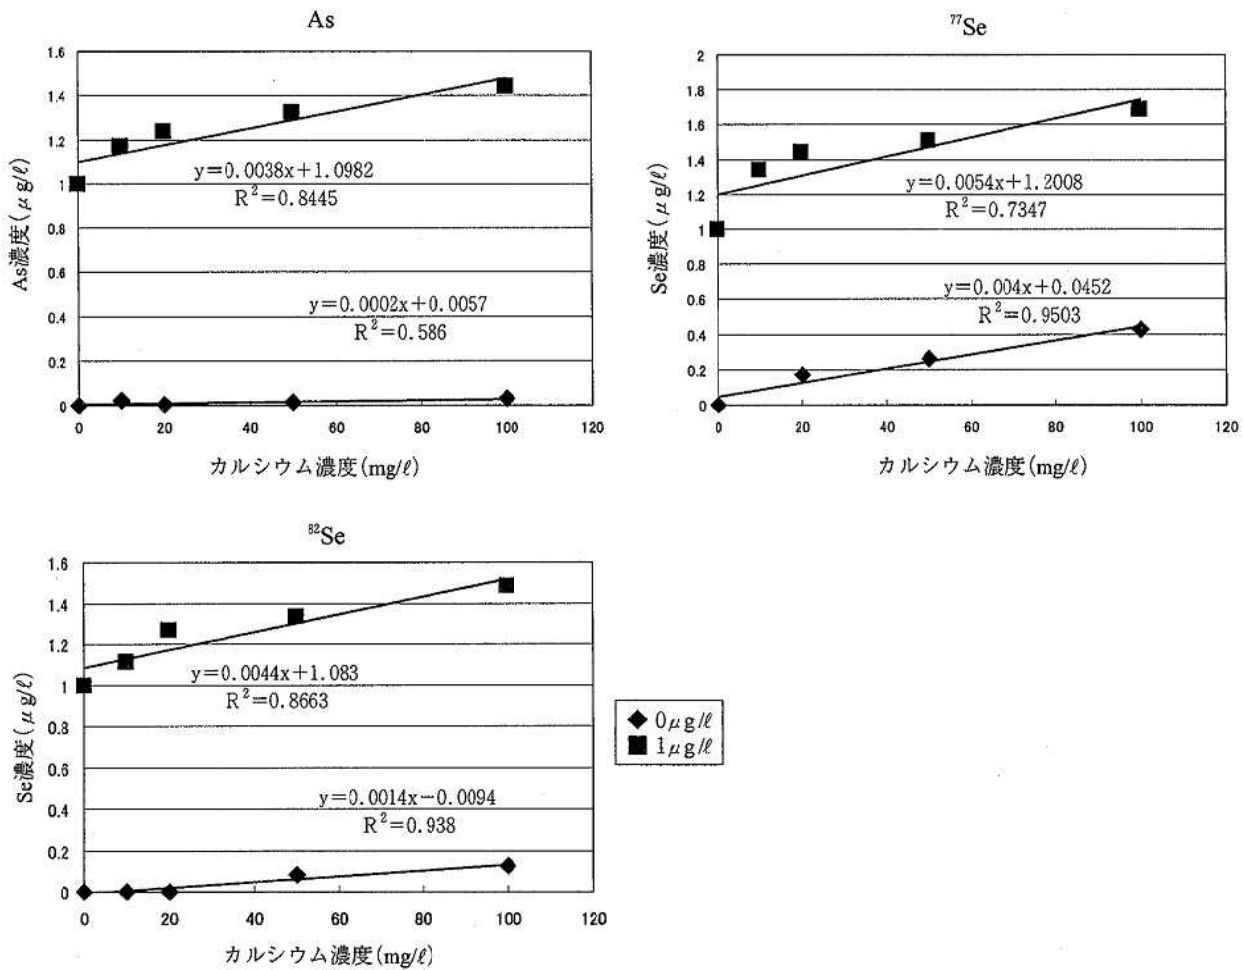 As
1.6
1.4
1.2
1
0.8
0.6
0.4
0.2
0
As濃度(μg/ℓ)
y=0.0038x+1.0982
R²=0.8445
y=0.0002x+0.0057
R²=0.586
0 20 40 60 80 100 120
カルシウム濃度(mg/ℓ)
⁷⁷Se
2
1.8
1.6
1.4
1.2
1
0.8
0.6
0.4
0.2
0
Se濃度(μg/ℓ)
y=0.0054x+1.2008
R²=0.7347
y=0.004x+0.0452
R²=0.9503
0 20 40 60 80 100 120
カルシウム濃度(mg/ℓ)
⁸²Se
1.6
1.4
1.2
1
0.8
0.6
0.4
0.2
0
Se濃度(μg/ℓ)
y=0.0044x+1.083
R²=0.8663
y=0.0014x−0.0094
R²=0.938
0 20 40 60 80 100 120
カルシウム濃度(mg/ℓ)
0μg/ℓ
1μg/ℓ